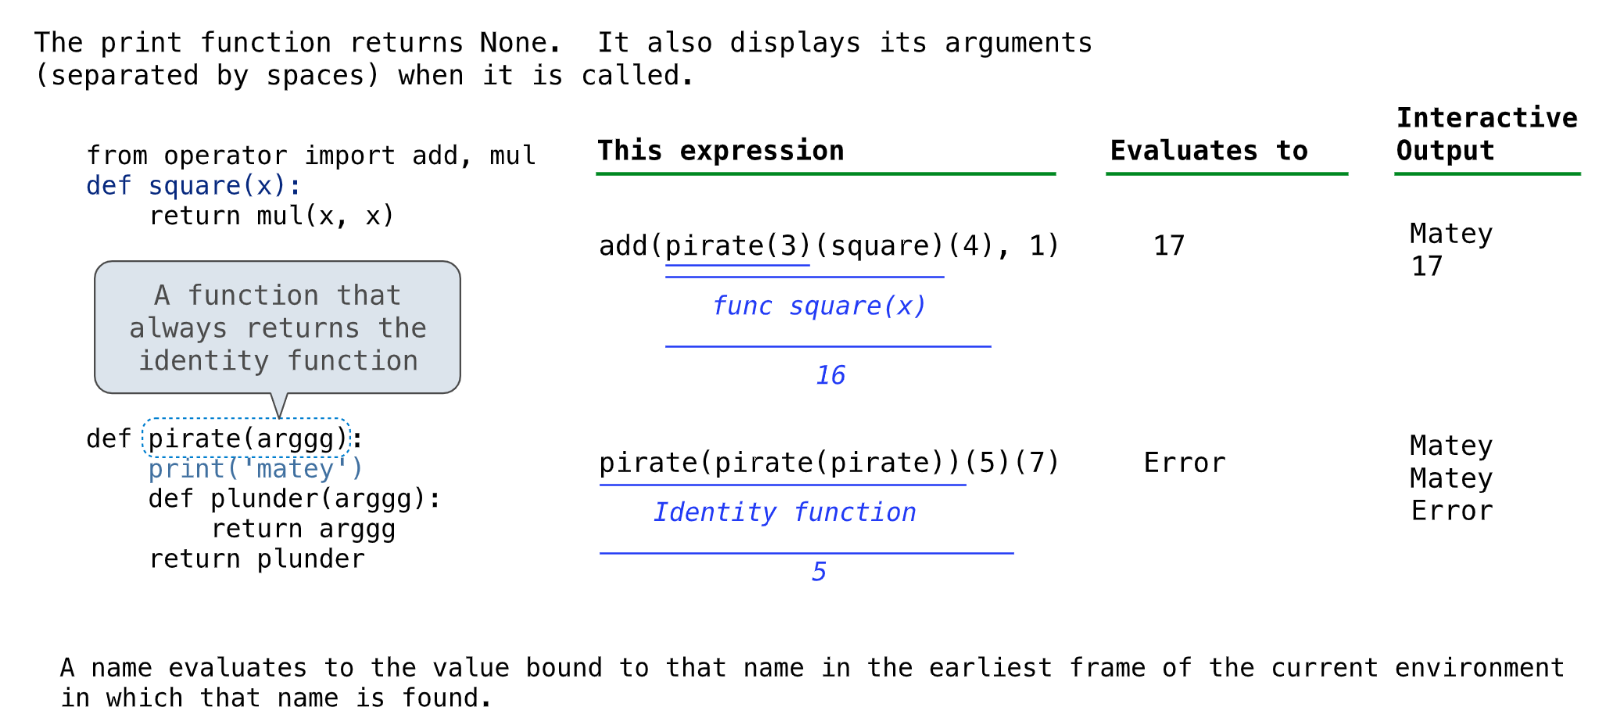 The print function returns None.  It also displays its arguments
(separated by spaces) when it is called.
from operator import add, mul
def square(x):
    return mul(x, x)
A function that
always returns the
identity function
def pirate(arggg):
    print('matey')
    def plunder(arggg):
        return arggg
    return plunder
This expression
add(pirate(3)(square)(4), 1)
func square(x)
16
pirate(pirate(pirate))(5)(7)
Identity function
5
Evaluates to
17
Error
Interactive
Output
Matey
17
Matey
Matey
Error
A name evaluates to the value bound to that name in the earliest frame of the current environment
in which that name is found.